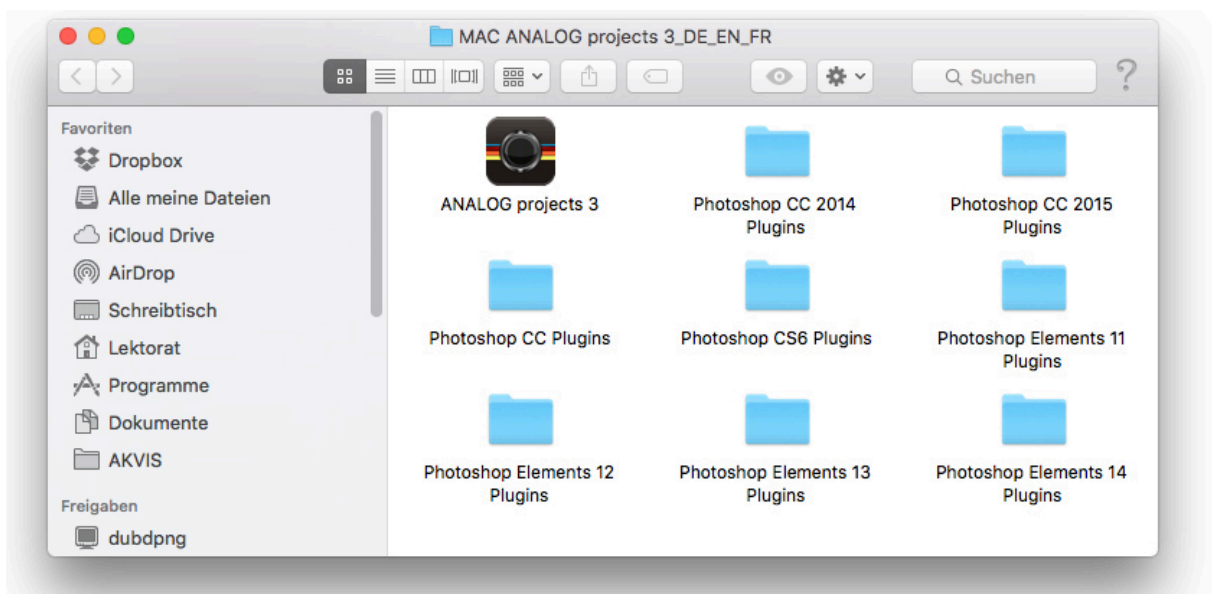 MAC ANALOG projects 3_DE_EN_FR
Suchen
?
Favoriten
Dropbox
Alle meine Dateien
iCloud Drive
AirDrop
Schreibtisch
Lektorat
Programme
Dokumente
AKVIS
Freigaben
dubdpng
ANALOG projects 3
Photoshop CC 2014
Plugins
Photoshop CC 2015
Plugins
Photoshop CC Plugins
Photoshop CS6 Plugins
Photoshop Elements 11
Plugins
Photoshop Elements 12
Plugins
Photoshop Elements 13
Plugins
Photoshop Elements 14
Plugins